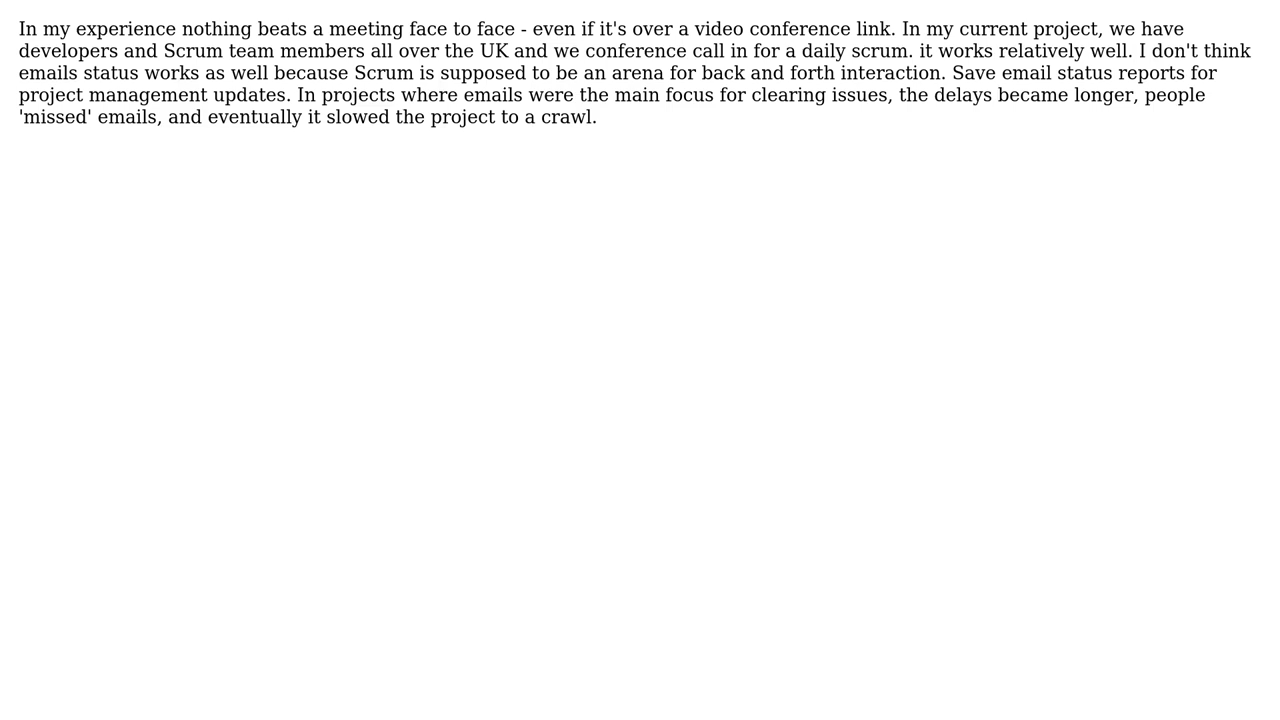 In my experience nothing beats a meeting face to face - even if it's over a video conference link. In my current project, we have
developers and Scrum team members all over the UK and we conference call in for a daily scrum. it works relatively well. I don't think
emails status works as well because Scrum is supposed to be an arena for back and forth interaction. Save email status reports for
project management updates. In projects where emails were the main focus for clearing issues, the delays became longer, people
'missed' emails, and eventually it slowed the project to a crawl.